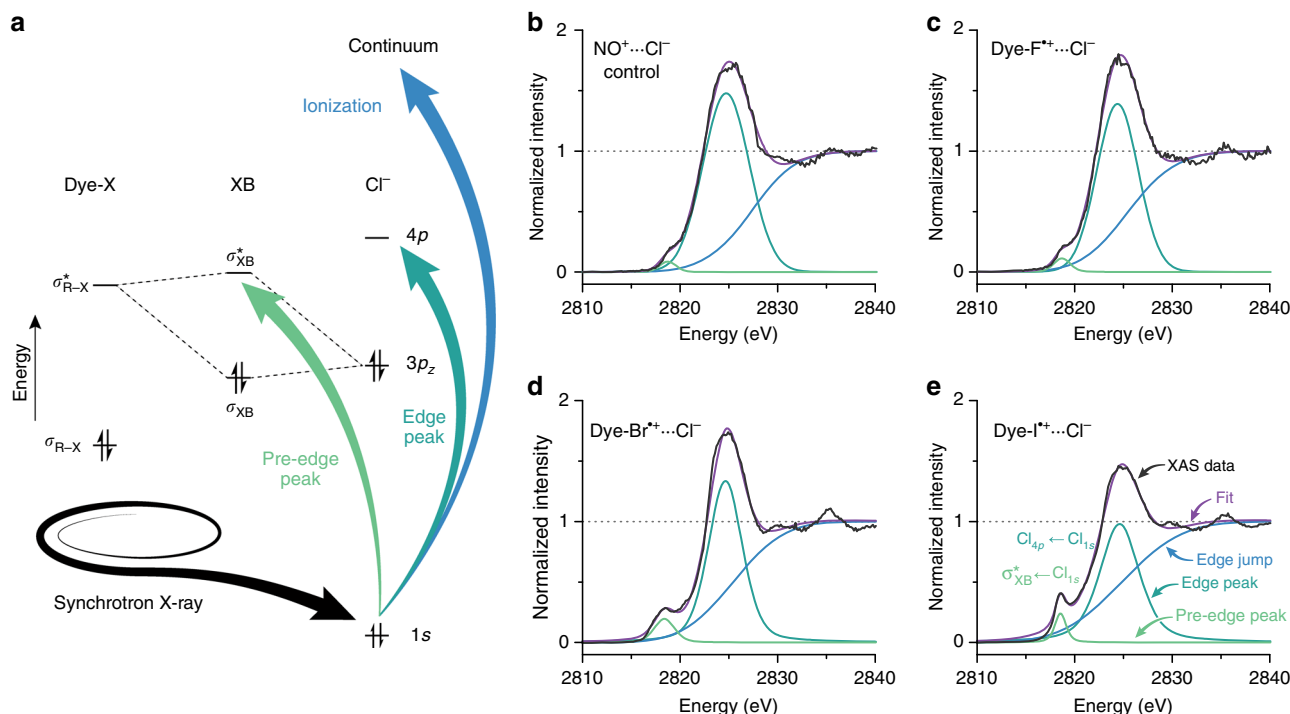 a
Continuum
Ionization
Dye-X
XB
Cl⁻
4p
σ*XB
σ*R–X
Energy
3pz
σXB
σR–X
Edge
peak
Pre-edge
peak
Synchrotron X-ray
1s
b
NO⁺···Cl⁻
control
Normalized intensity
2
1
0
2810 2820 2830 2840
Energy (eV)
c
Dye-F•⁺···Cl⁻
Normalized intensity
2
1
0
2810 2820 2830 2840
Energy (eV)
d
Dye-Br•⁺···Cl⁻
Normalized intensity
2
1
0
2810 2820 2830 2840
Energy (eV)
e
Dye-I•⁺···Cl⁻
XAS data
Fit
Cl4p ← Cl1s
Edge jump
σ*XB ← Cl1s
Edge peak
Pre-edge peak
Normalized intensity
2
1
0
2810 2820 2830 2840
Energy (eV)